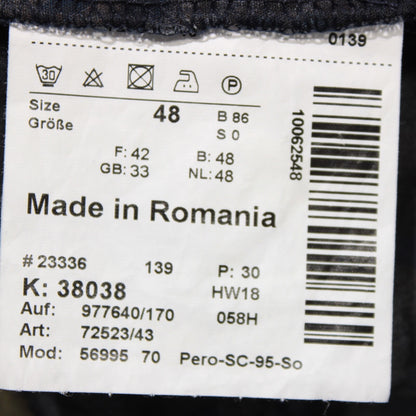 0139
30 P
Size 48 B 86
Größe S 0
F: 42 B: 48
GB: 33 NL: 48
10062548
Made in Romania
# 23336 139 P: 30
K: 38038 HW18
Auf: 977640/170 058H
Art: 72523/43
Mod: 56995 70 Pero-SC-95-So